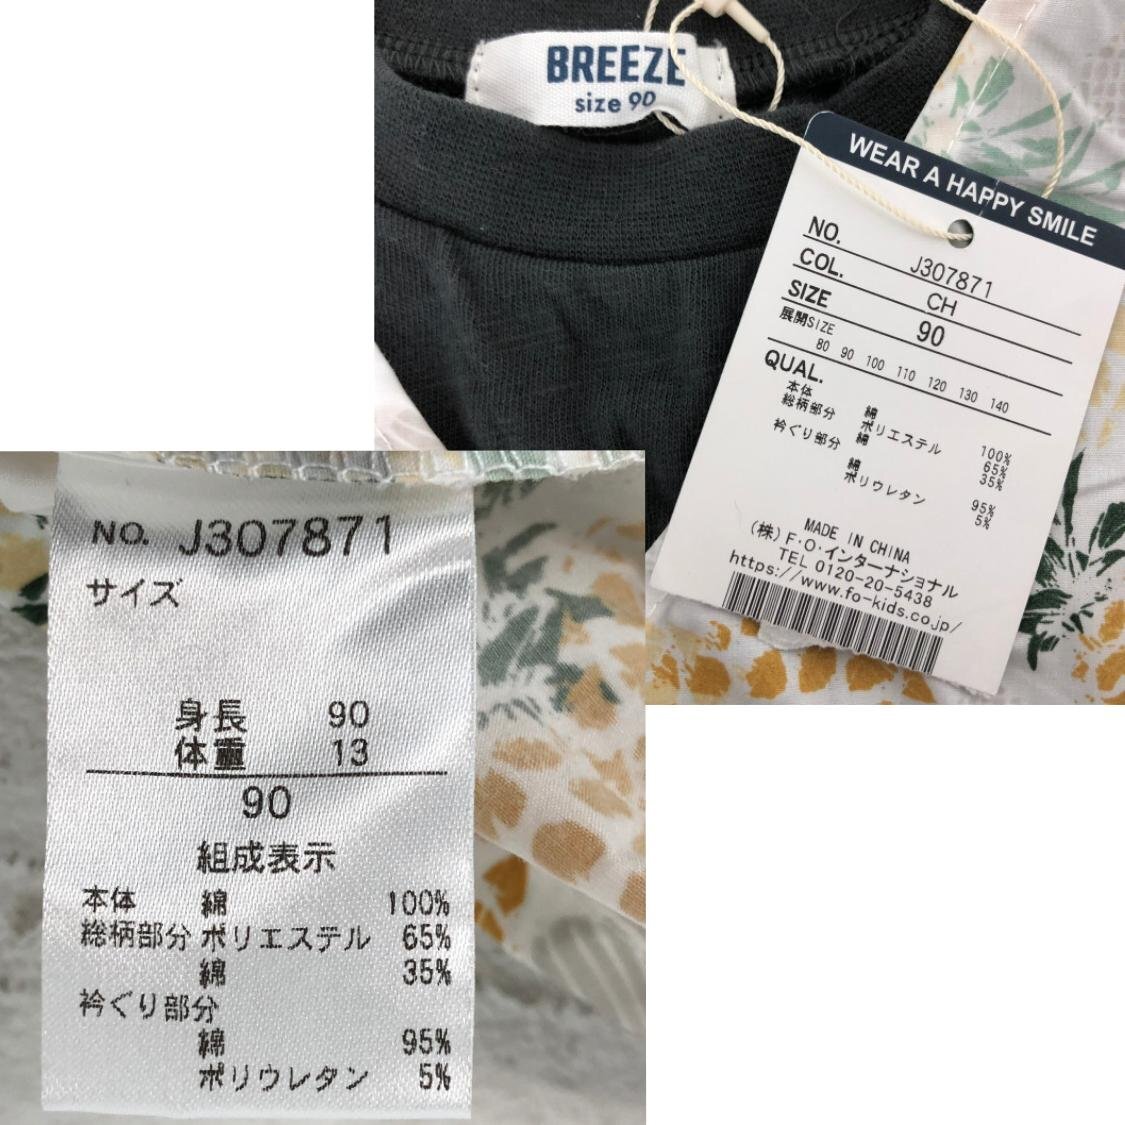 BREEZE
size 90
WEAR A HAPPY SMILE
NO. J307871
COL. CH
SIZE 90
展開SIZE
80 90 100 110 120 130 140
QUAL.
本体 綿 100%
総柄部分 ポリエステル 65%
綿 35%
衿ぐり部分
綿 95%
ポリウレタン 5%
MADE IN CHINA
(株)F・O・インターナショナル
TEL 0120-20-5438
https://www.fo-kids.co.jp/
NO. J307871
サイズ
身長 90
体重 13
90
組成表示
本体 綿 100%
総柄部分 ポリエステル 65%
綿 35%
衿ぐり部分
綿 95%
ポリウレタン 5%